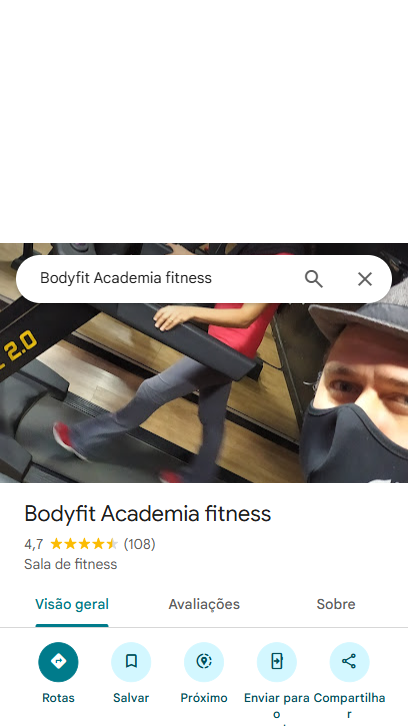 Bodyfit Academia fitness
2.0
Bodyfit Academia fitness
4,7 (108)
Sala de fitness
Visão geral Avaliações Sobre
Rotas Salvar Próximo Enviar para Compartilha
o r